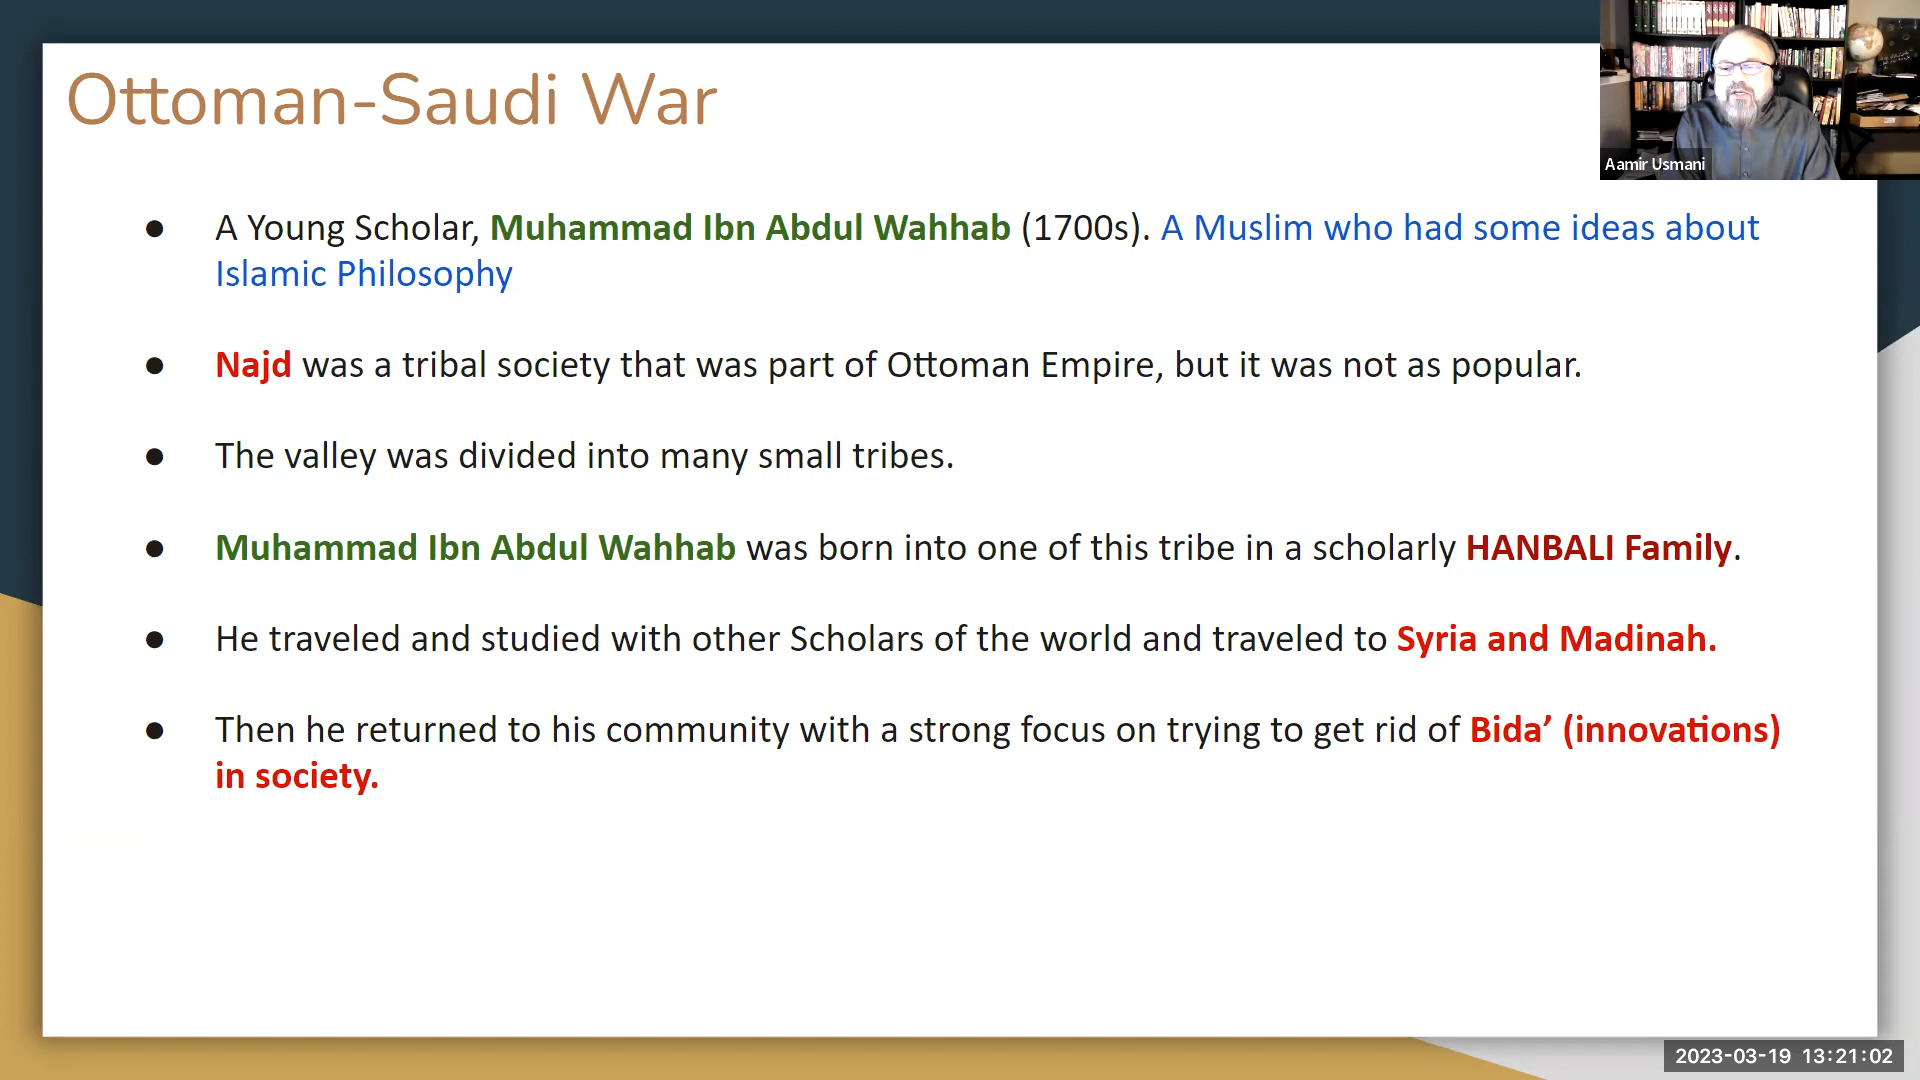 Ottoman-Saudi War
Aamir Usmani
● A Young Scholar, Muhammad Ibn Abdul Wahhab (1700s). A Muslim who had some ideas about
Islamic Philosophy
● Najd was a tribal society that was part of Ottoman Empire, but it was not as popular.
● The valley was divided into many small tribes.
● Muhammad Ibn Abdul Wahhab was born into one of this tribe in a scholarly HANBALI Family.
● He traveled and studied with other Scholars of the world and traveled to Syria and Madinah.
● Then he returned to his community with a strong focus on trying to get rid of Bida’ (innovations)
in society.
2023-03-19 13:21:02